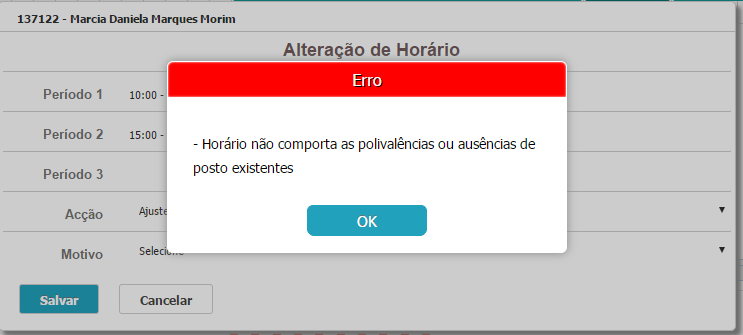 137122 - Marcia Daniela Marques Morim
Alteração de Horário
Erro
Período 1 10:00 -
- Horário não comporta as polivalências ou ausências de
posto existentes
Período 2 15:00 -
Período 3
OK
Acção Ajuste
Motivo Selecione
Salvar Cancelar